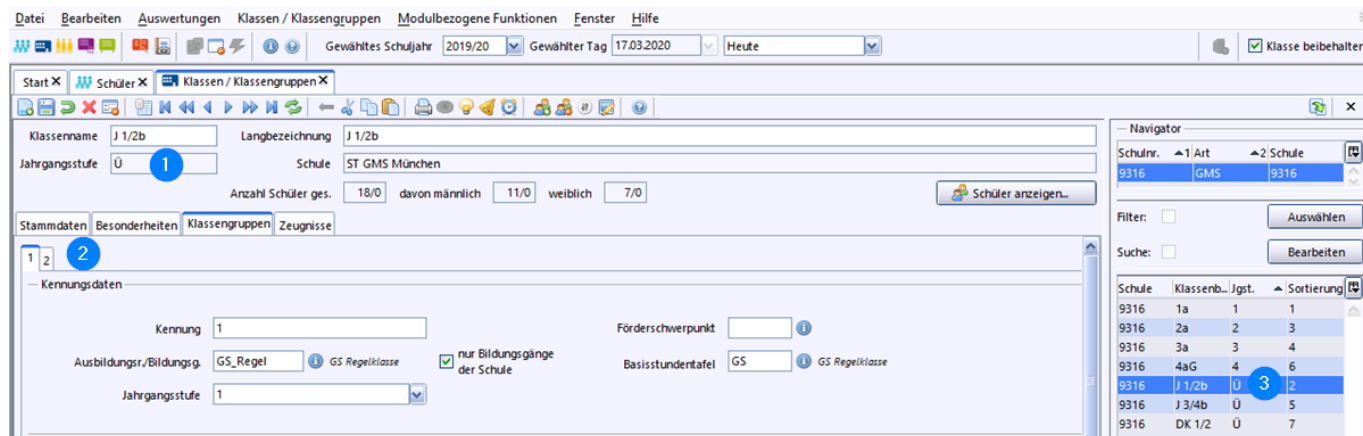 Datei Bearbeiten Auswertungen Klassen / Klassengruppen Modulbezogene Funktionen Fenster Hilfe
Gewähltes Schuljahr 2019/20 Gewählter Tag 17.03.2020 Heute Klasse beibehalten
Start X Schüler X Klassen / Klassengruppen X
Klassenname J 1/2b Langbezeichnung J 1/2b
Jahrgangsstufe Ü 1 Schule ST GMS München
Anzahl Schüler ges. 18/0 davon männlich 11/0 weiblich 7/0 Schüler anzeigen...
Stammdaten Besonderheiten Klassengruppen Zeugnisse
1 2 2
Kennungsdaten
Kennung 1 Förderschwerpunkt
Ausbildungsr./Bildungsg. GS_Regel GS Regelklasse nur Bildungsgänge der Schule Basisstundentafel GS GS Regelklasse
Jahrgangsstufe 1
Navigator
Schulnr. 1 Art 2 Schule
9316 GMS 9316
Filter: Auswählen
Suche: Bearbeiten
Schule Klassenb... Jgst. Sortierung
9316 1a 1 1
9316 2a 2 3
9316 3a 3 4
9316 4aG 4 6
9316 J 1/2b Ü 3 2
9316 J 3/4b Ü 5
9316 DK 1/2 Ü 7